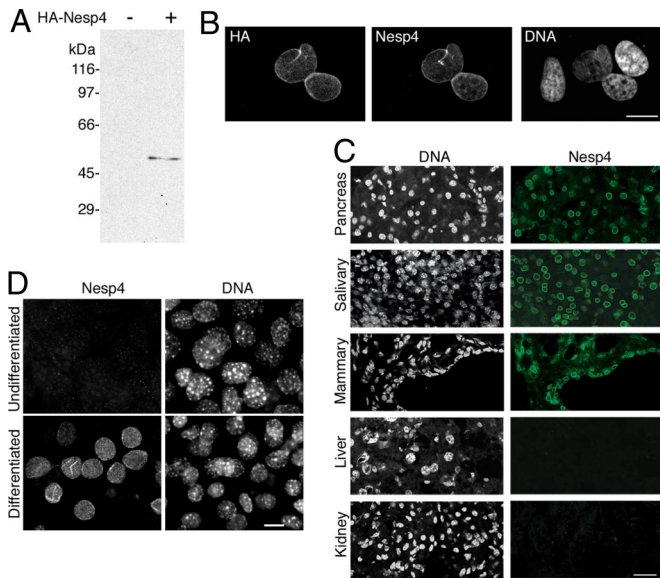 A
HA-Nesp4 - +
kDa
116-
97-
66-
45-
29-
B
HA Nesp4 DNA
C
DNA Nesp4
Pancreas
Salivary
Mammary
Liver
Kidney
D
Nesp4 DNA
Undifferentiated
Differentiated